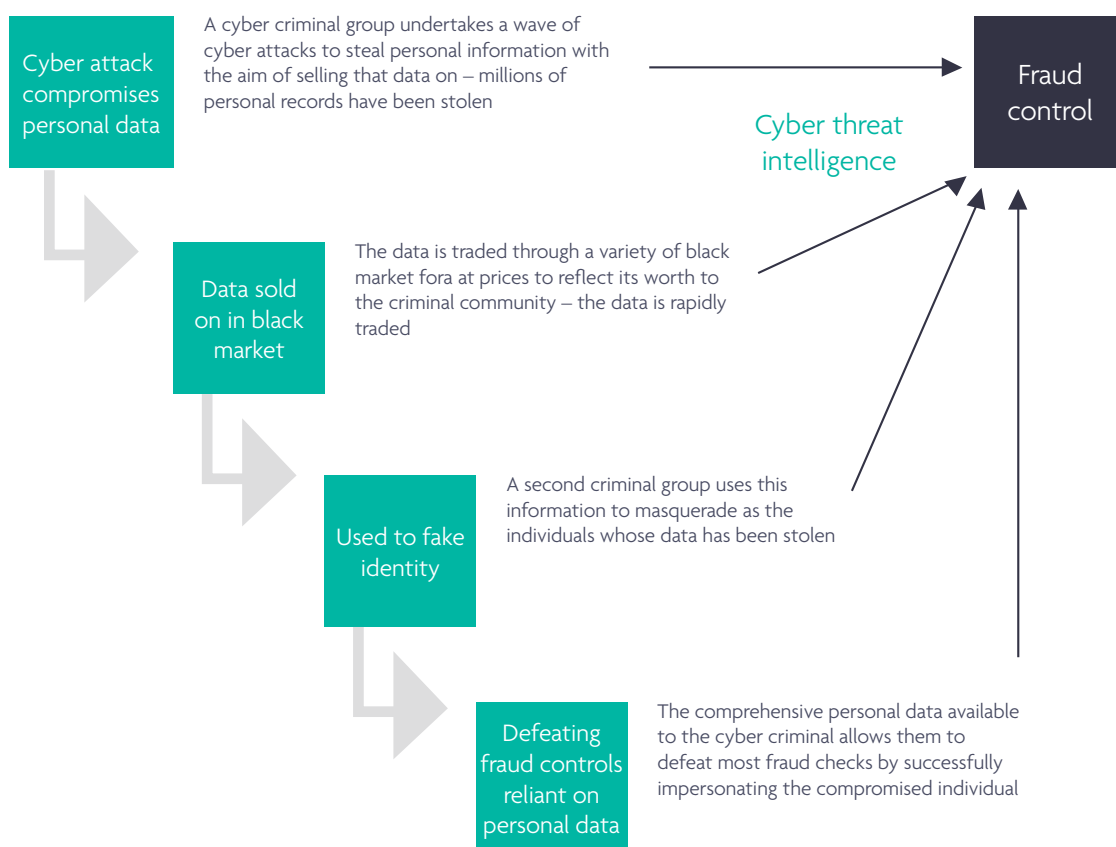 Cyber attack
compromises
personal data
A cyber criminal group undertakes a wave of
cyber attacks to steal personal information with
the aim of selling that data on – millions of
personal records have been stolen
Fraud
control
Cyber threat
intelligence
Data sold
on in black
market
The data is traded through a variety of black
market fora at prices to reflect its worth to
the criminal community – the data is rapidly
traded
Used to fake
identity
A second criminal group uses this
information to masquerade as the
individuals whose data has been stolen
Defeating
fraud controls
reliant on
personal data
The comprehensive personal data available
to the cyber criminal allows them to
defeat most fraud checks by successfully
impersonating the compromised individual